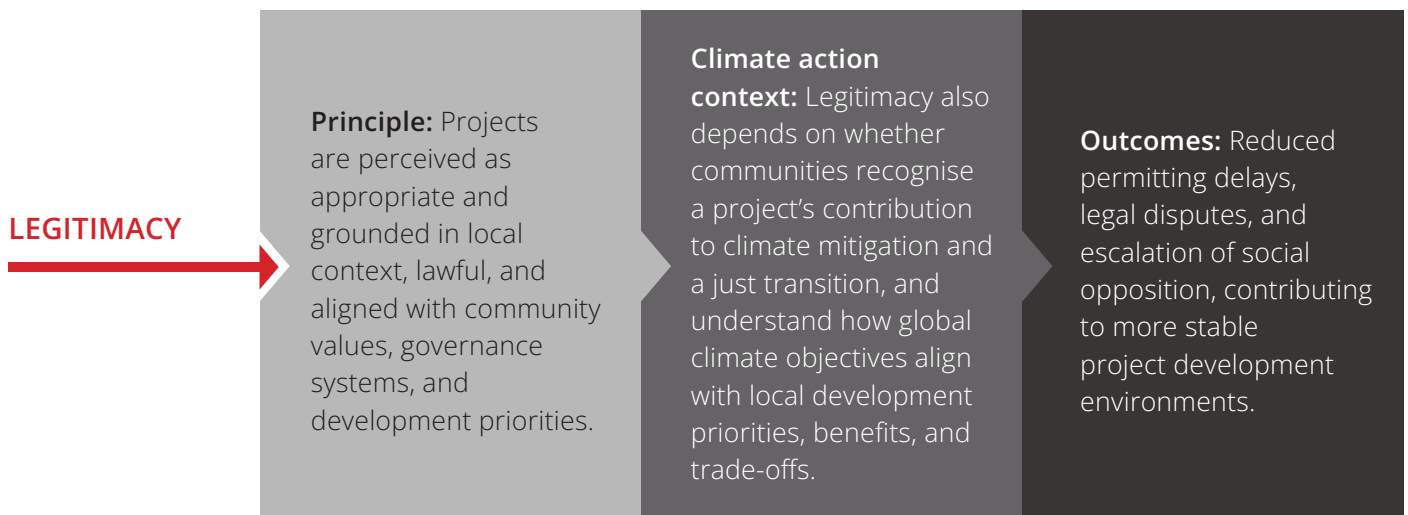 LEGITIMACY
Principle: Projects
are perceived as
appropriate and
grounded in local
context, lawful, and
aligned with community
values, governance
systems, and
development priorities.
Climate action
context: Legitimacy also
depends on whether
communities recognise
a project’s contribution
to climate mitigation and
a just transition, and
understand how global
climate objectives align
with local development
priorities, benefits, and
trade-offs.
Outcomes: Reduced
permitting delays,
legal disputes, and
escalation of social
opposition, contributing
to more stable
project development
environments.